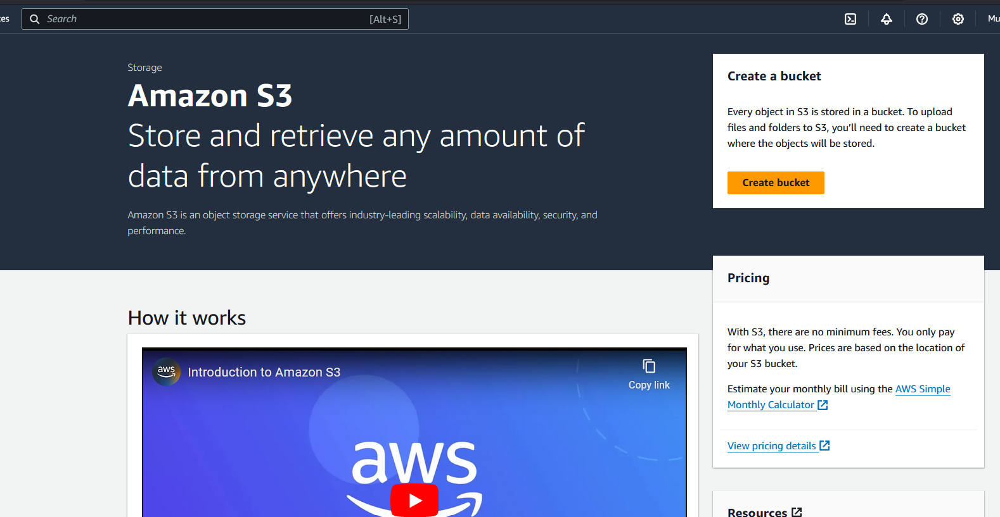 Search
[Alt+S]
Storage
Amazon S3
Store and retrieve any amount of
data from anywhere
Amazon S3 is an object storage service that offers industry-leading scalability, data availability, security, and
performance.
Create a bucket
Every object in S3 is stored in a bucket. To upload
files and folders to S3, you’ll need to create a bucket
where the objects will be stored.
Create bucket
How it works
aws
Introduction to Amazon S3
Copy link
aws
Pricing
With S3, there are no minimum fees. You only pay
for what you use. Prices are based on the location of
your S3 bucket.
Estimate your monthly bill using the AWS Simple
Monthly Calculator
View pricing details
Resources